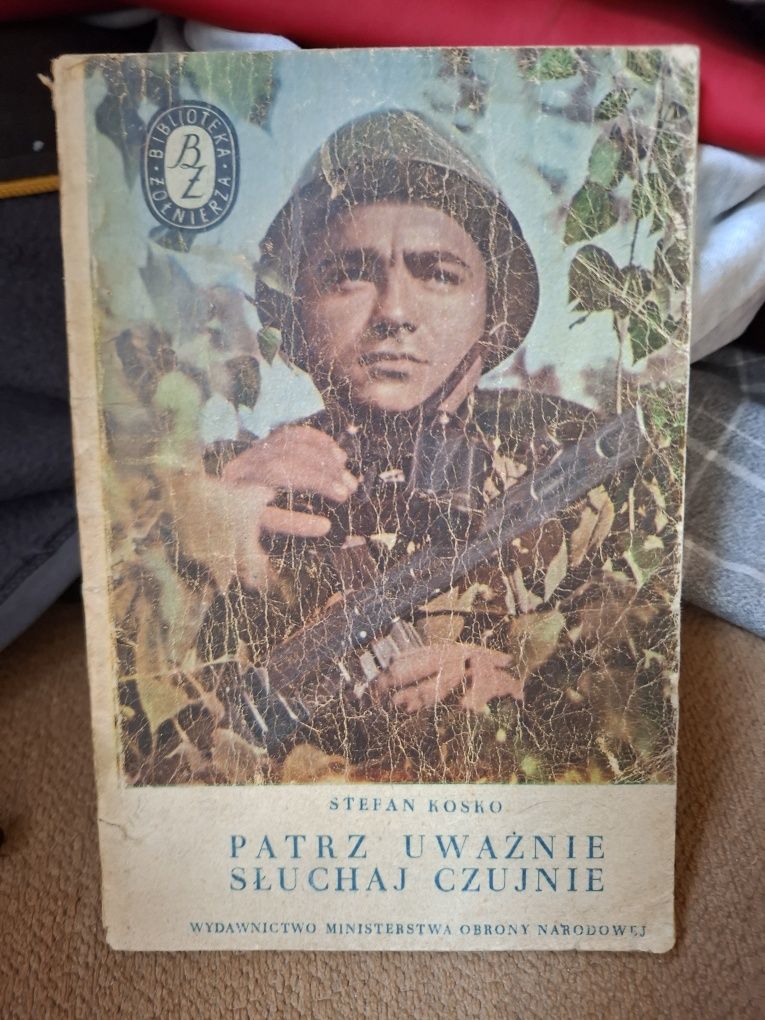 BIBLIOTEKA
BŻ
ŻOŁNIERZA
STEFAN KOSKO
PATRZ UWAŻNIE
SŁUCHAJ CZUJNIE
WYDAWNICTWO MINISTERSTWA OBRONY NARODOWEJ